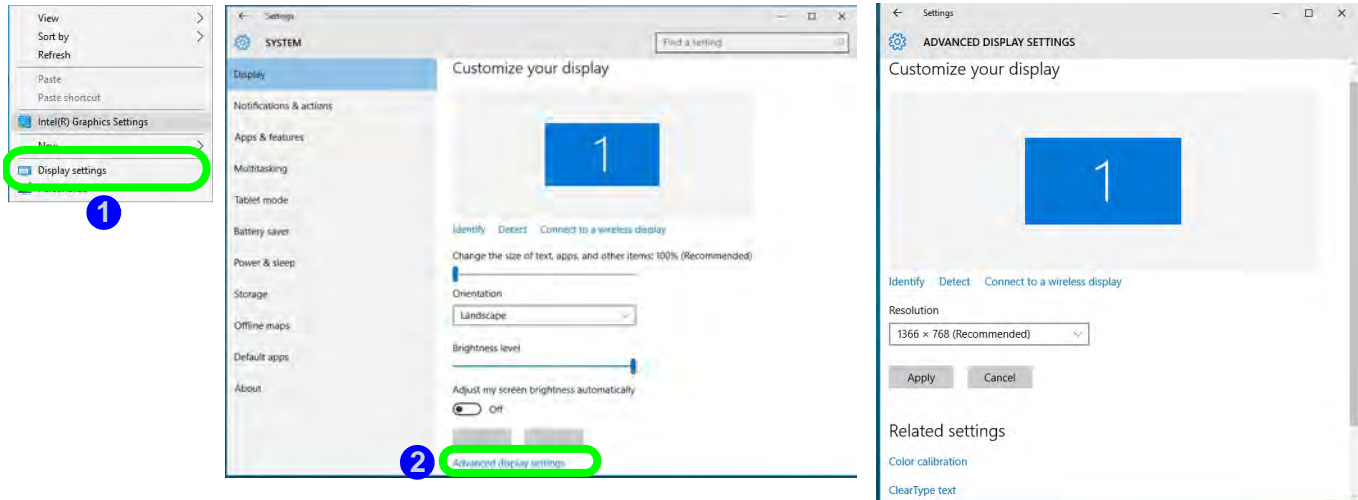 View
Sort by
Refresh
Paste
Paste shortcut
Intel(R) Graphics Settings
New
Display settings
Personalize
1
Settings
SYSTEM
Find a setting
Display
Notifications & actions
Apps & features
Multitasking
Tablet mode
Battery saver
Power & sleep
Storage
Offline maps
Default apps
About
Customize your display
1
Identify Detect Connect to a wireless display
Change the size of text, apps, and other items: 100% (Recommended)
Orientation
Landscape
Brightness level
Adjust my screen brightness automatically
Off
2
Advanced display settings
Settings
ADVANCED DISPLAY SETTINGS
Customize your display
1
Identify Detect Connect to a wireless display
Resolution
1366 × 768 (Recommended)
Apply Cancel
Related settings
Color calibration
ClearType text